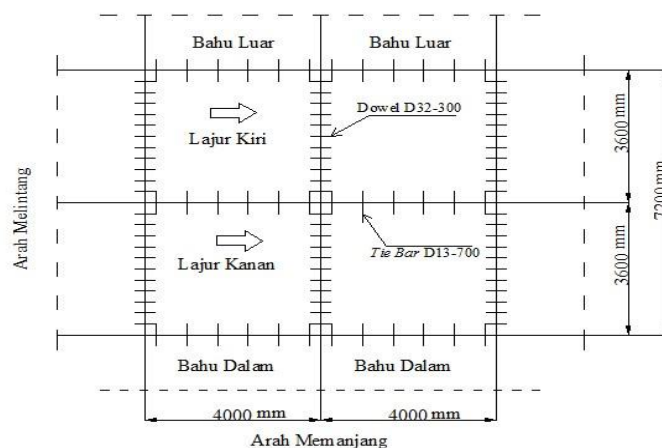 Bahu Luar
Bahu Luar
Dowel D32-300
Lajur Kiri
3600 mm
Arah Melintang
7200 mm
Tie Bar D13-700
Lajur Kanan
3600 mm
Bahu Dalam
Bahu Dalam
4000 mm
4000 mm
Arah Memanjang